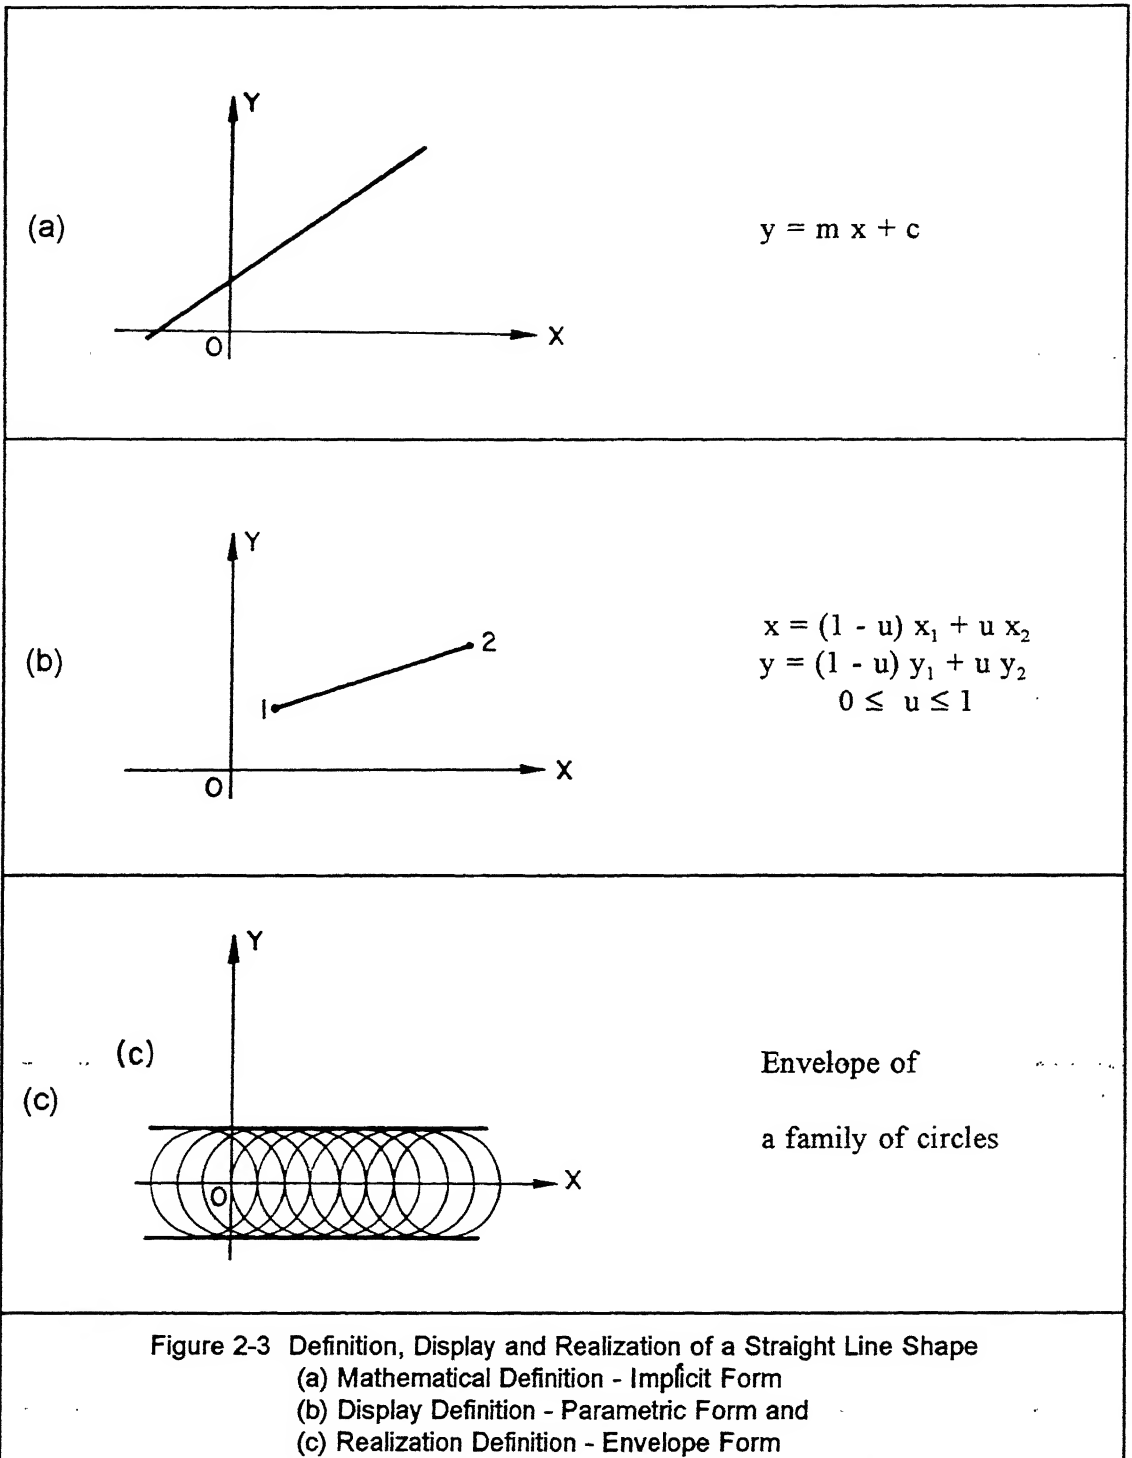 Y
(a)
y = m x + c
X
O
Y
x = (1 - u) x₁ + u x₂
2
(b)
y = (1 - u) y₁ + u y₂
0 ≤ u ≤ 1
1
X
O
Y
(c)
Envelope of
(c)
a family of circles
X
O
Figure 2-3 Definition, Display and Realization of a Straight Line Shape
(a) Mathematical Definition - Implicit Form
(b) Display Definition - Parametric Form and
(c) Realization Definition - Envelope Form